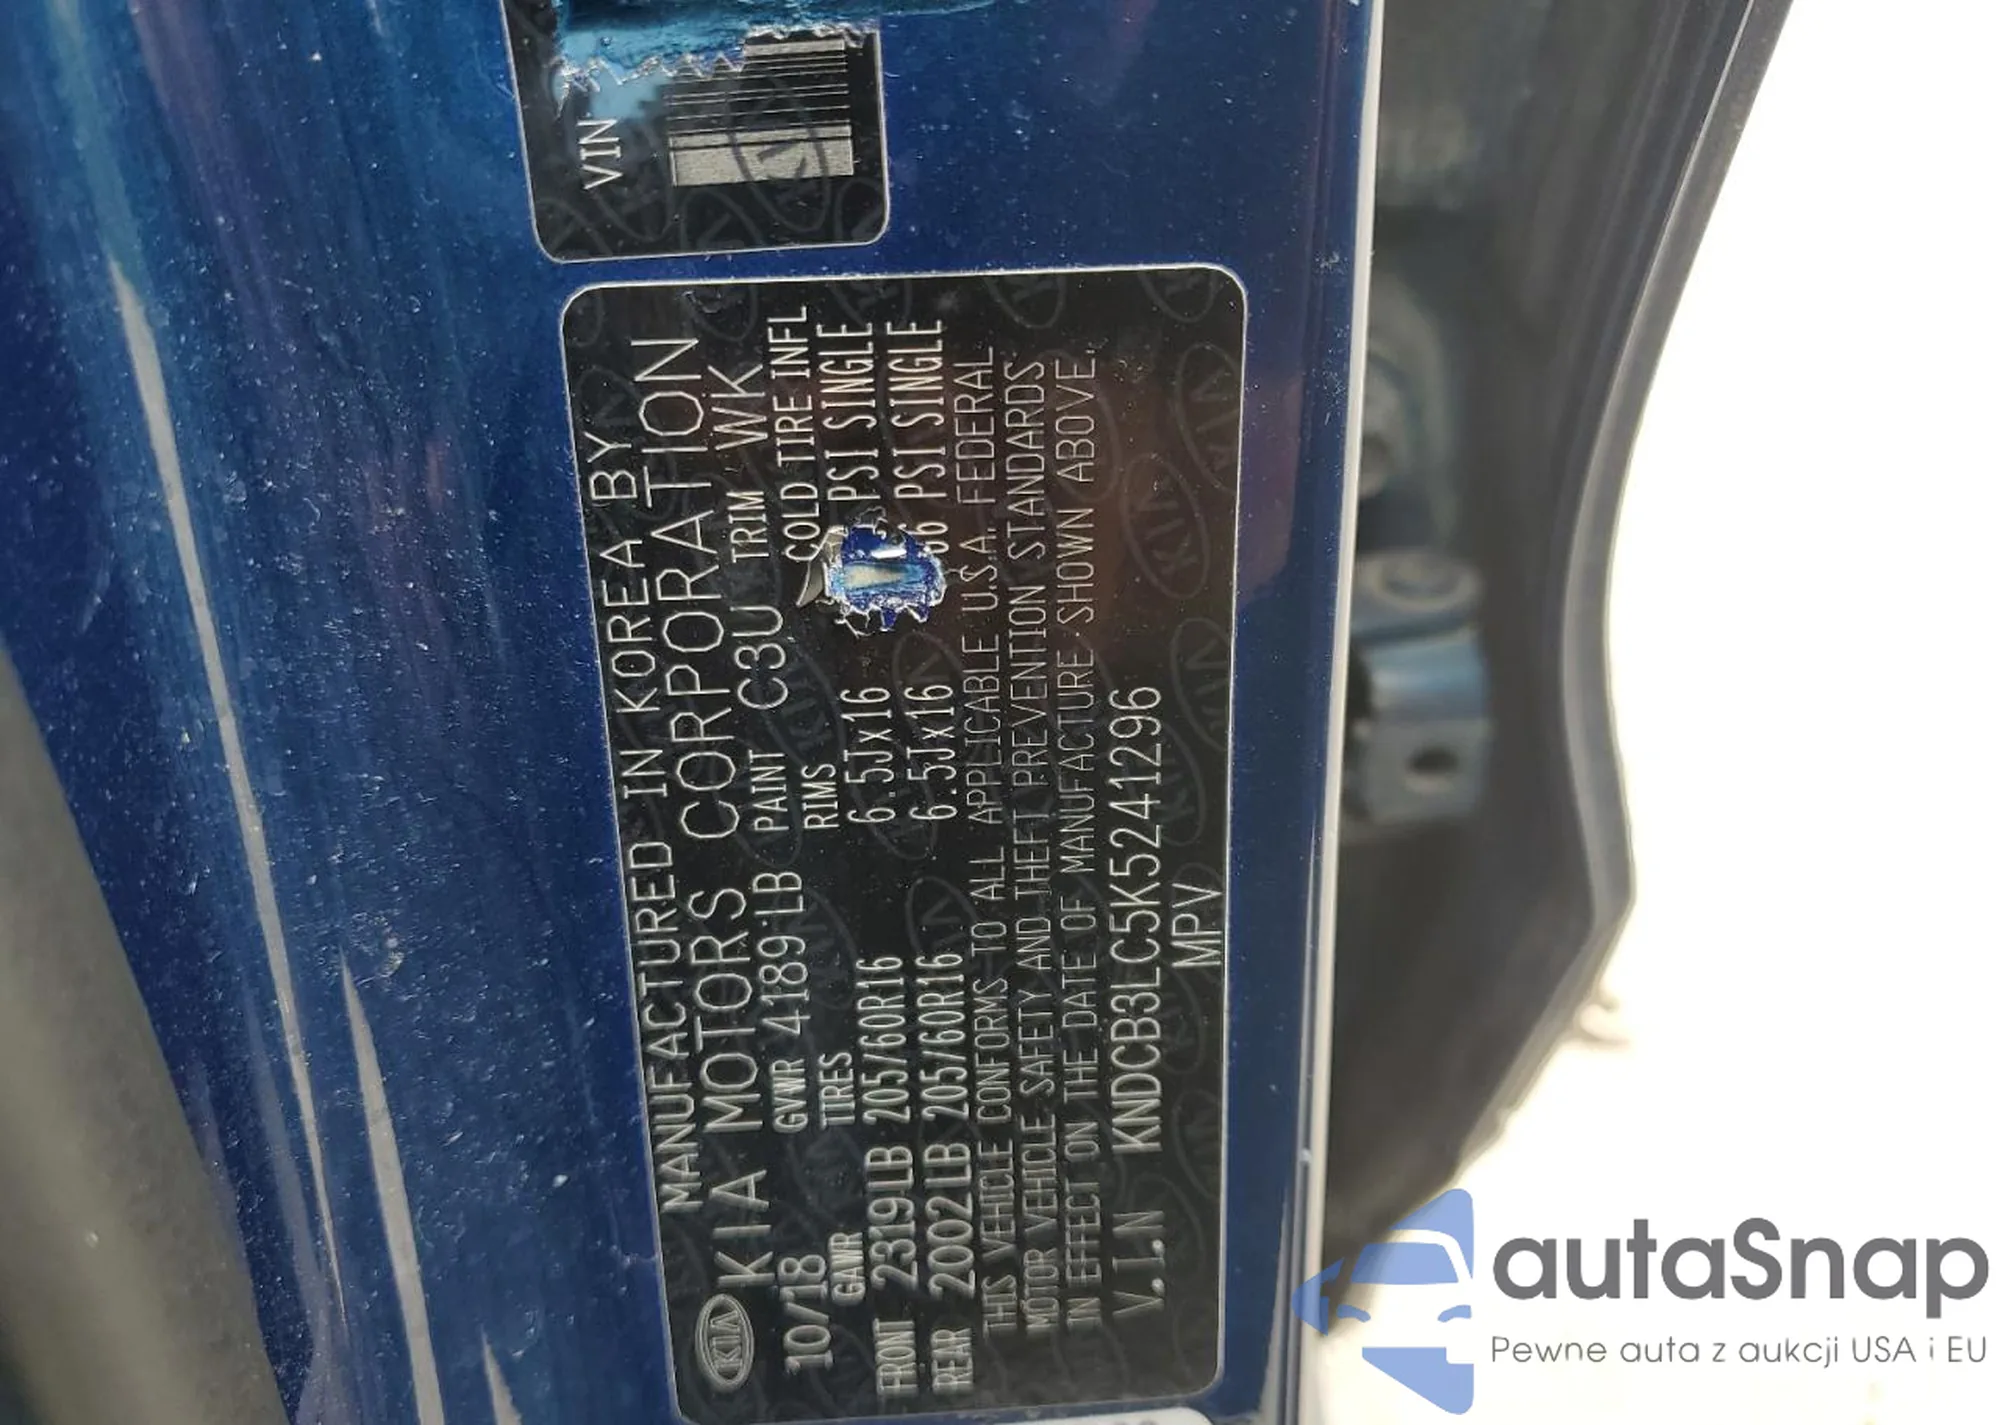 VIN
MANUFACTURED IN KOREA BY
KIA KIA MOTORS CORPORATION
10/18 GVWR 4189 LB PAINT C3U TRIM WK
GAWR TIRES RIMS COLD TIRE INFL
FRONT 2319LB 205/60R16 6.5Jx16 PSI SINGLE
REAR 2002LB 205/60R16 6.5Jx16 PSI SINGLE
THIS VEHICLE CONFORMS TO ALL APPLICABLE U.S.A. FEDERAL
MOTOR VEHICLE SAFETY AND THEFT PREVENTION STANDARDS
IN EFFECT ON THE DATE OF MANUFACTURE SHOWN ABOVE.
V.I.N KNDCB3LC5K5241296
MPV
autaSnap
Pewne auta z aukcji USA i EU